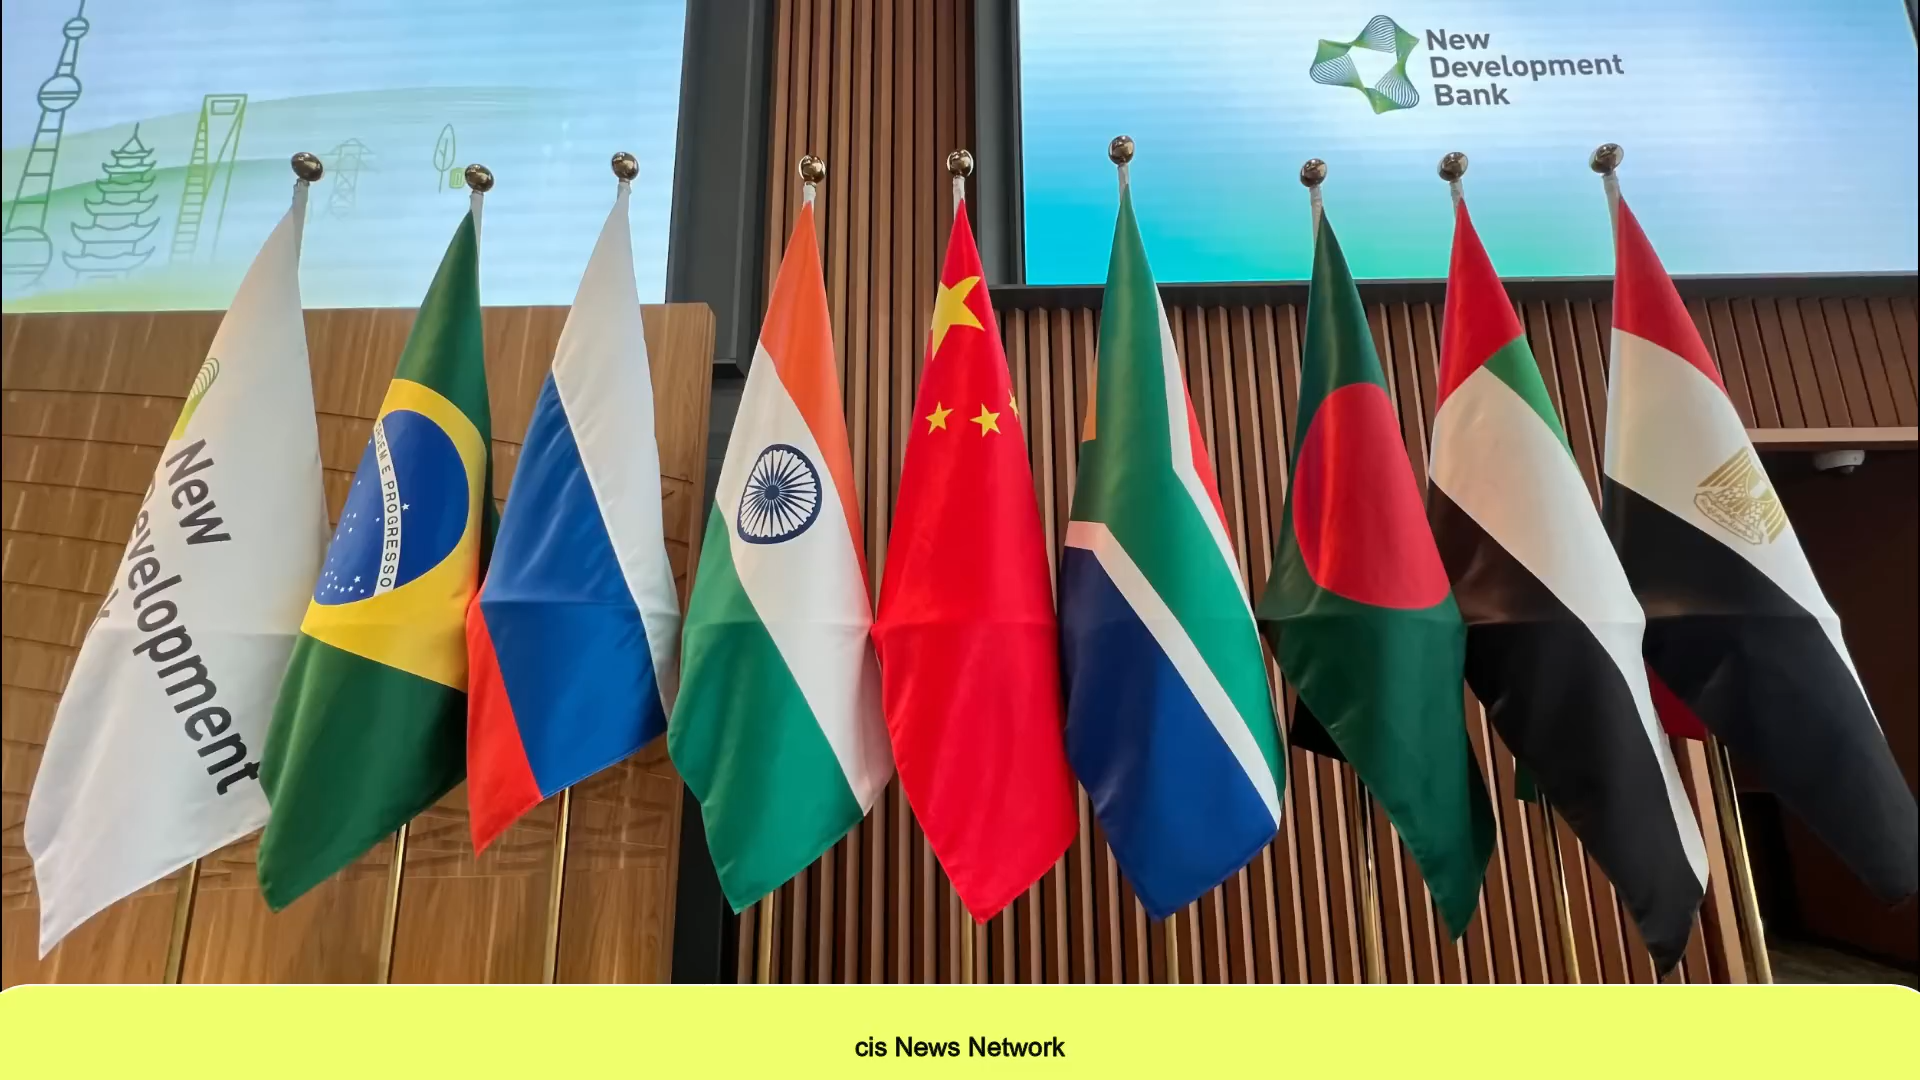 New
Development
Bank
New
Development
ORDEM E PROGRESSO
cis News Network